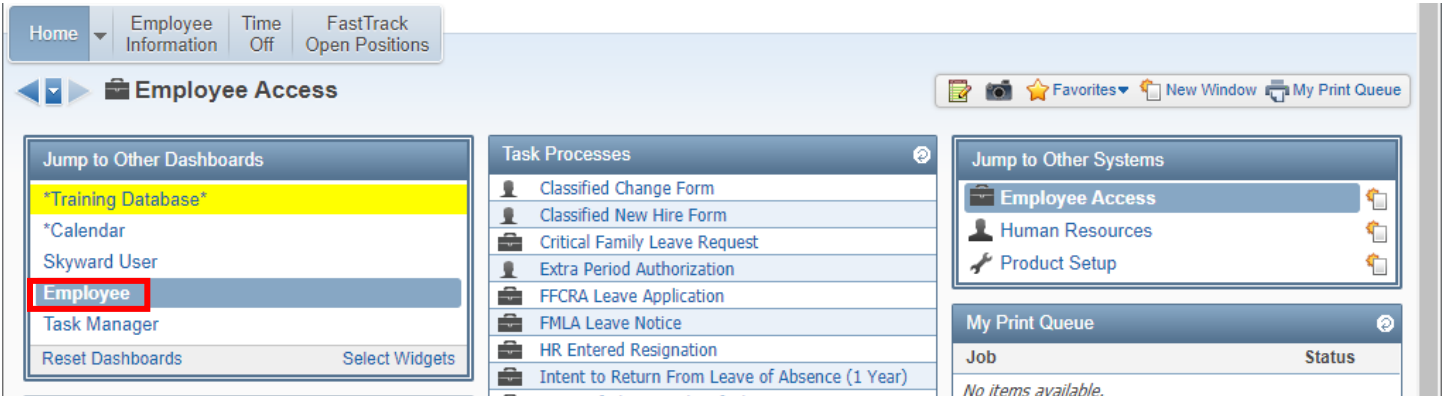 Home
Employee
Information
Time
Off
FastTrack
Open Positions
Employee Access
Favorites
New Window
My Print Queue
Jump to Other Dashboards
*Training Database*
*Calendar
Skyward User
Employee
Task Manager
Reset Dashboards
Select Widgets
Task Processes
Classified Change Form
Classified New Hire Form
Critical Family Leave Request
Extra Period Authorization
FFCRA Leave Application
FMLA Leave Notice
HR Entered Resignation
Intent to Return From Leave of Absence (1 Year)
Jump to Other Systems
Employee Access
Human Resources
Product Setup
My Print Queue
Job Status
No items available.